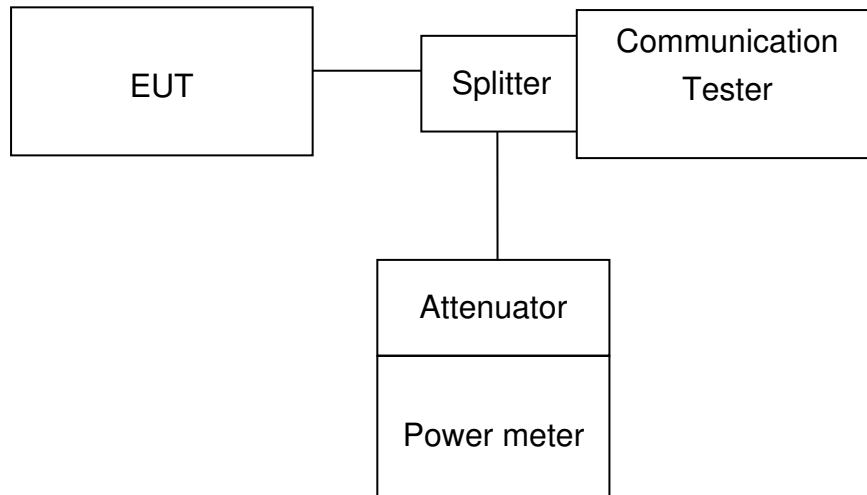 EUT
Splitter
Communication
Tester
Attenuator
Power meter